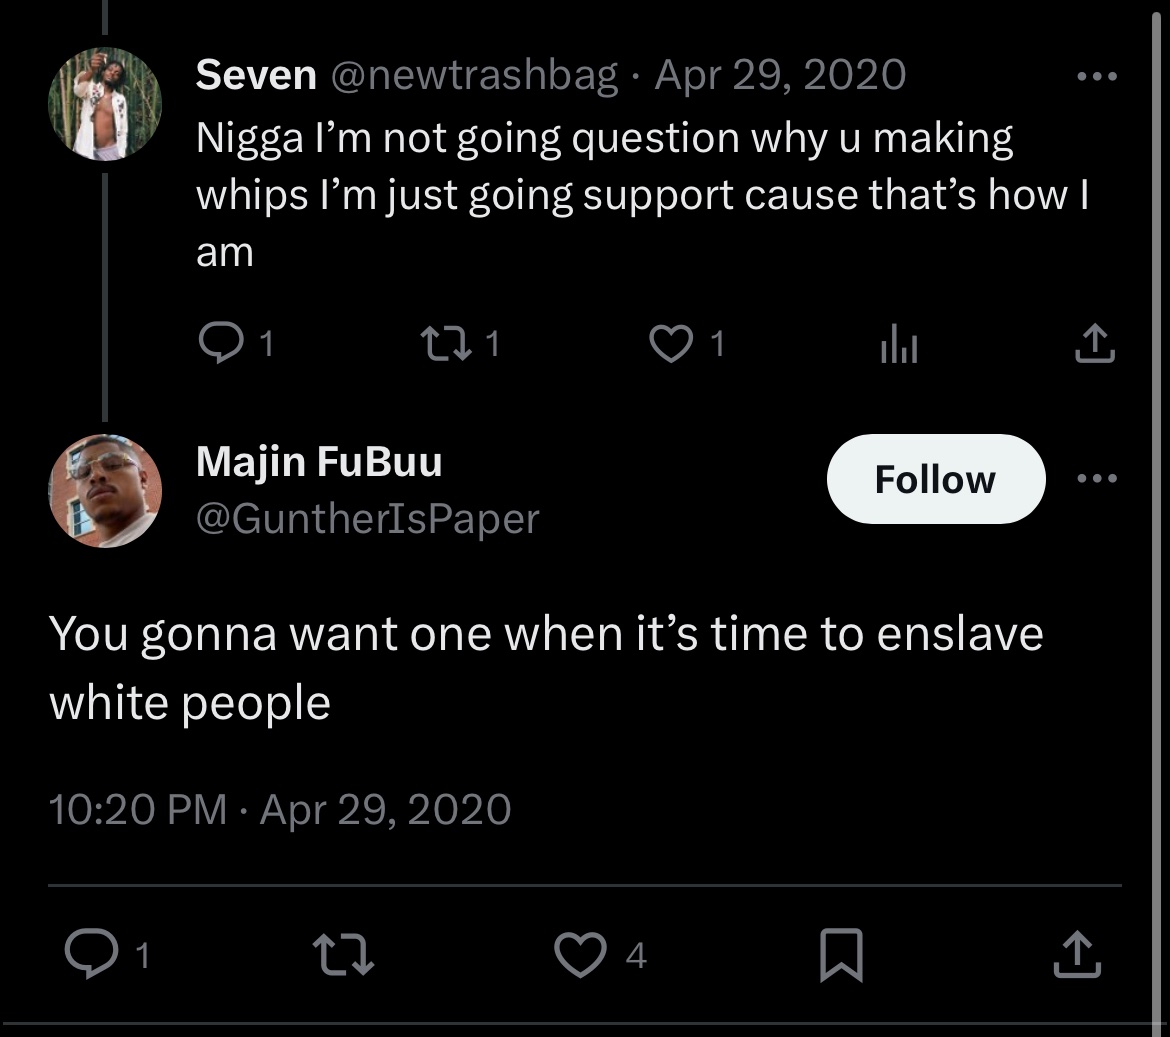 Seven @newtrashbag · Apr 29, 2020
Nigga I’m not going question why u making
whips I’m just going support cause that’s how I
am
1 1 1
Majin FuBuu
Follow
@GuntherIsPaper
You gonna want one when it’s time to enslave
white people
10:20 PM · Apr 29, 2020
1 4